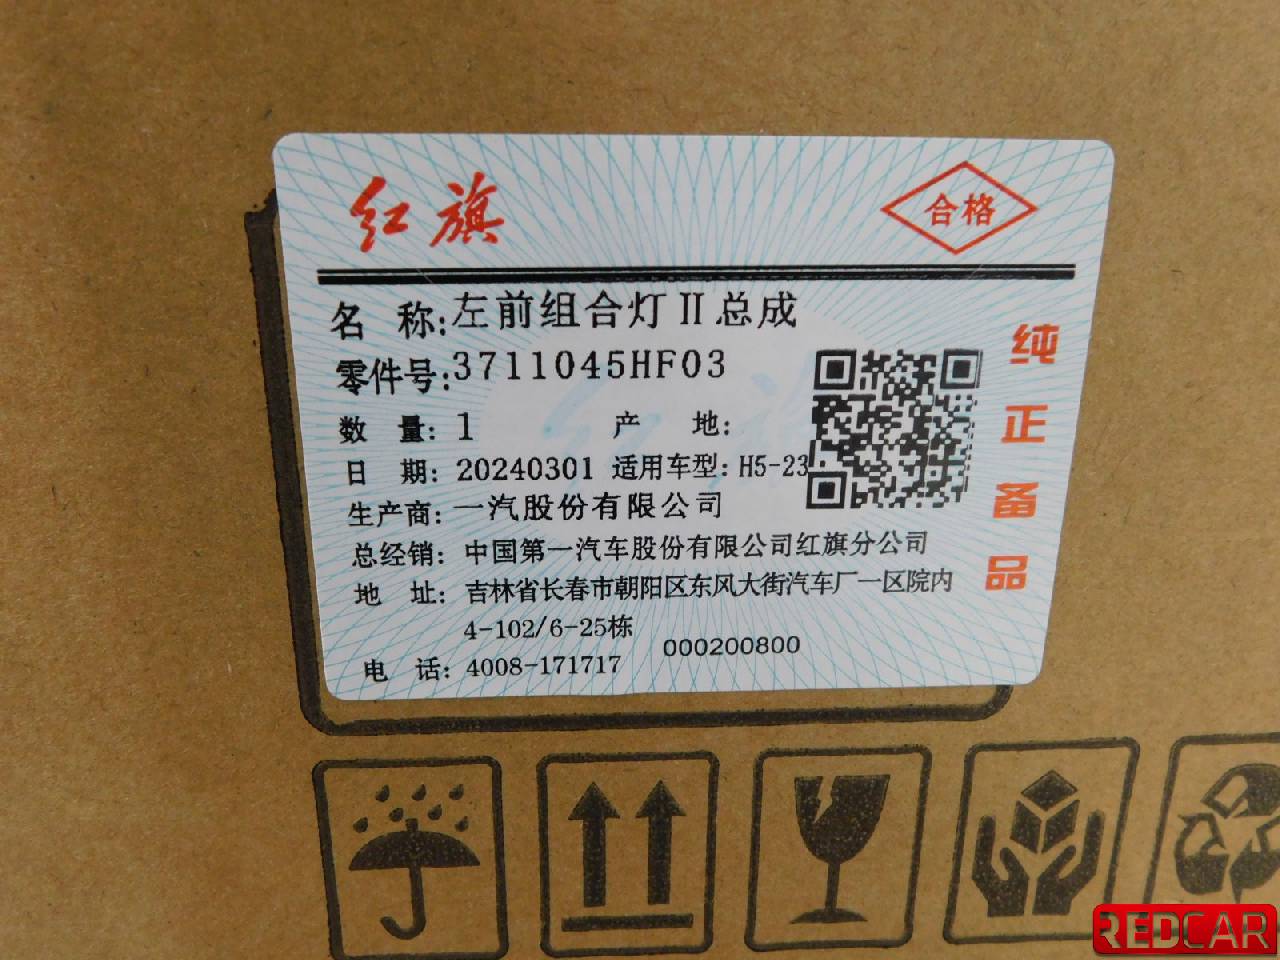 红旗
合格
名 称:左前组合灯II总成
零件号:3711045HF03
数 量: 1 产 地:
日 期: 20240301 适用车型: H5-23
生产商: 一汽股份有限公司
总经销: 中国第一汽车股份有限公司红旗分公司
地 址: 吉林省长春市朝阳区东风大街汽车厂一区院内
4-102/6-25栋
000200800
电 话: 4008-171717
纯正备品
REDCAR